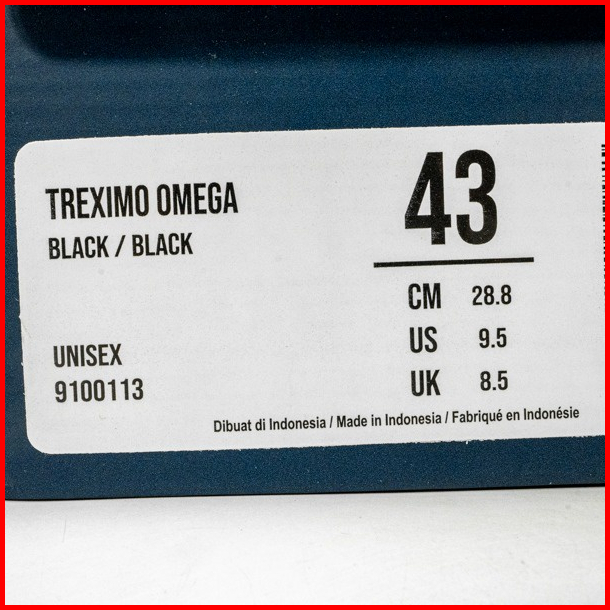 TREXIMO OMEGA
BLACK / BLACK
UNISEX
9100113
43
CM 28.8
US 9.5
UK 8.5
Dibuat di Indonesia / Made in Indonesia / Fabriqué en Indonésie